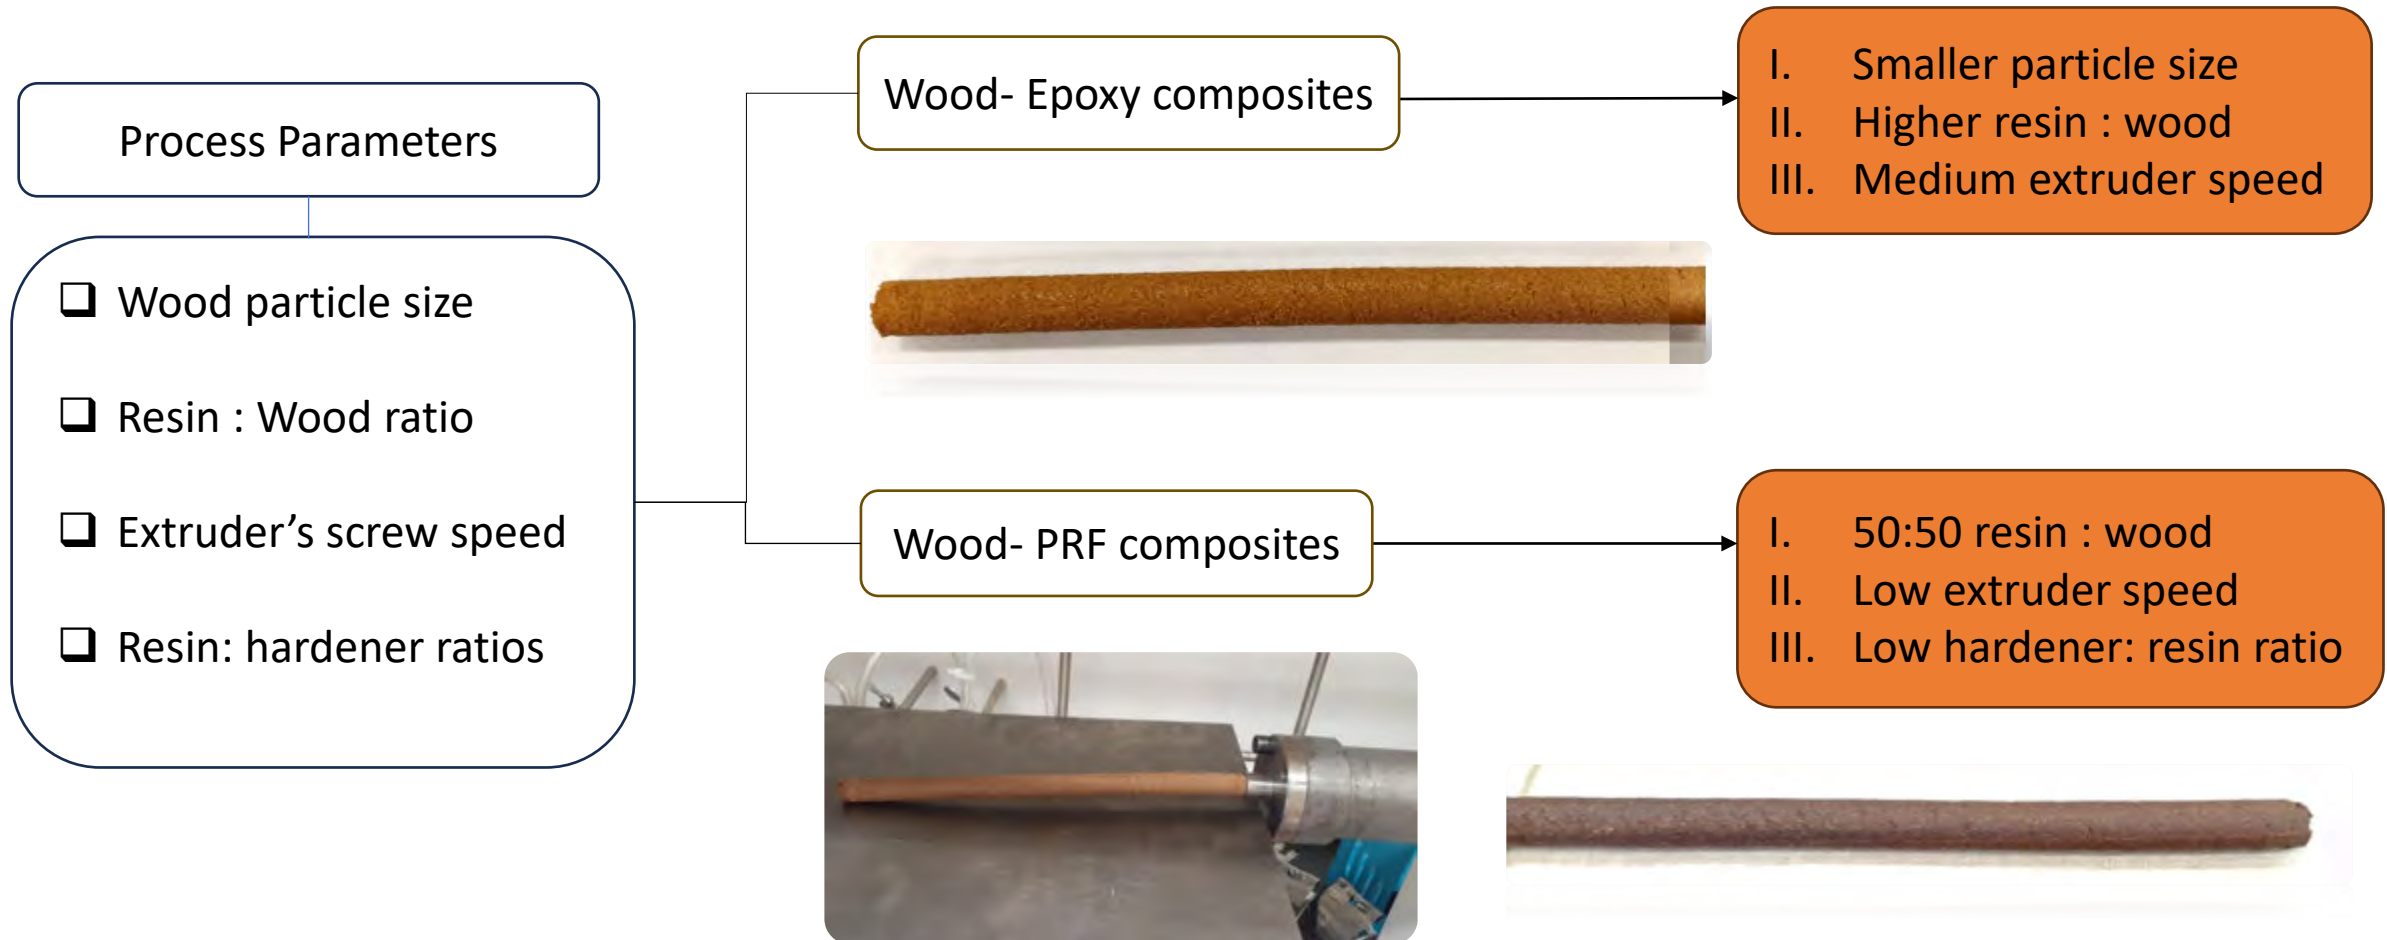 Process Parameters
❑ Wood particle size
❑ Resin : Wood ratio
❑ Extruder’s screw speed
❑ Resin: hardener ratios
Wood- Epoxy composites
I. Smaller particle size
II. Higher resin : wood
III. Medium extruder speed
Wood- PRF composites
I. 50:50 resin : wood
II. Low extruder speed
III. Low hardener: resin ratio